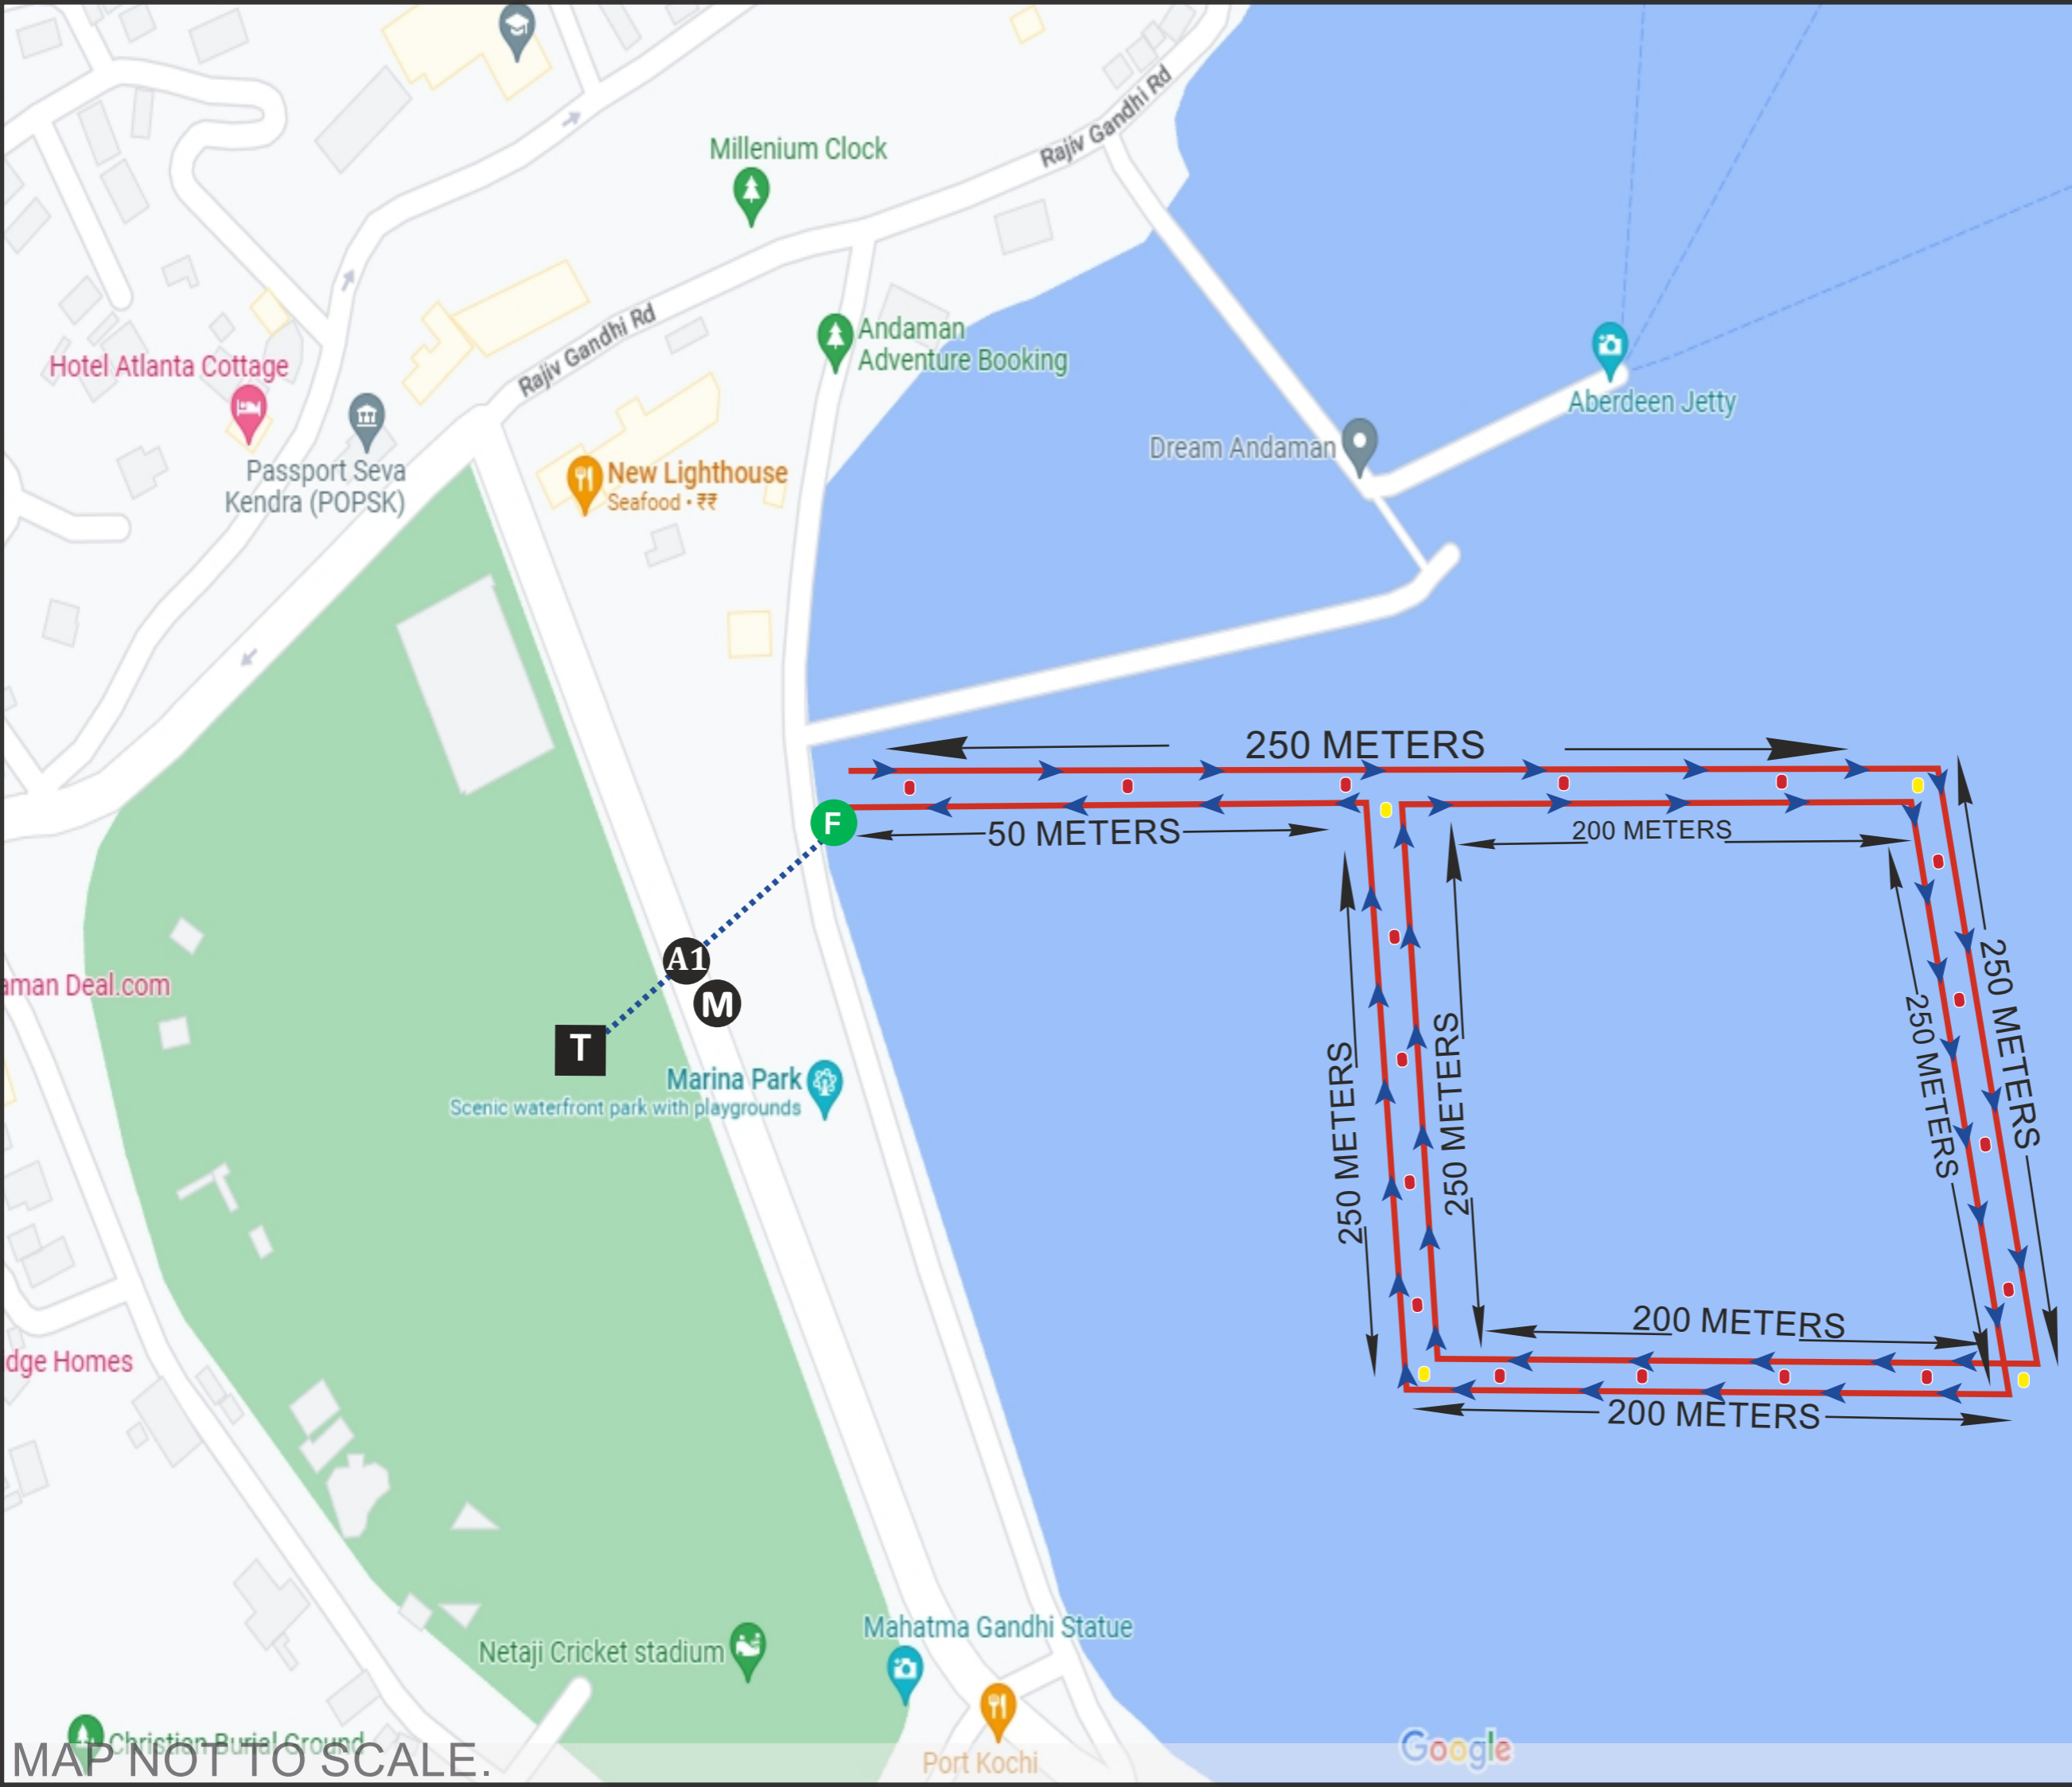 Rajiv Gandhi Rd
Millenium Clock
Andaman
Adventure Booking
Rajiv Gandhi Rd
Hotel Atlanta Cottage
Aberdeen Jetty
Dream Andaman
Passport Seva
Kendra (POPSK)
New Lighthouse
Seafood • ₹₹
250 METERS
F
50 METERS
200 METERS
A1
M
T
aman Deal.com
250 METERS
250 METERS
250 METERS
250 METERS
Marina Park
Scenic waterfront park with playgrounds
200 METERS
dge Homes
200 METERS
Mahatma Gandhi Statue
Netaji Cricket stadium
Christian Burial Ground
MAP NOT TO SCALE.
Port Kochi
Google